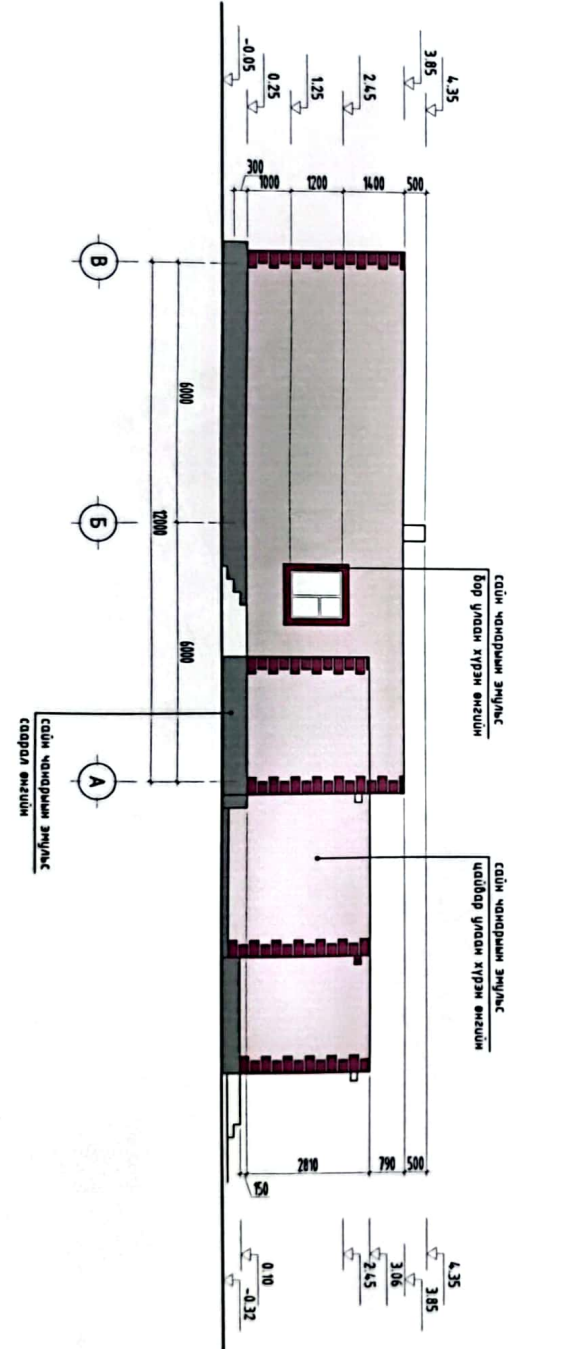 сайн чанарын эмульс
бор улаан хүрэн өнгийн
сайн чанарын эмульс
цайвар улаан хүрэн өнгийн
4.35
3.85
2.45
1.25
0.25
-0.05
500
1400
1200
1000
300
500
790
2810
150
4.35
3.85
3.06
2.45
0.10
-0.32
6000
6000
12000
В
Б
А
сайн чанарын эмульс
саарал өнгийн